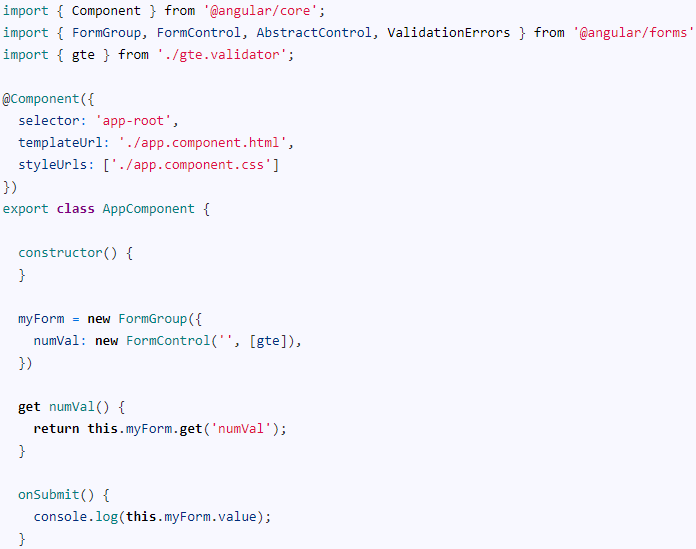 import { Component } from '@angular/core';
import { FormGroup, FormControl, AbstractControl, ValidationErrors } from '@angular/forms'
import { gte } from './gte.validator';

@Component({
  selector: 'app-root',
  templateUrl: './app.component.html',
  styleUrls: ['./app.component.css']
})
export class AppComponent {

  constructor() {
  }

  myForm = new FormGroup({
    numVal: new FormControl('', [gte]),
  })

  get numVal() {
    return this.myForm.get('numVal');
  }

  onSubmit() {
    console.log(this.myForm.value);
  }